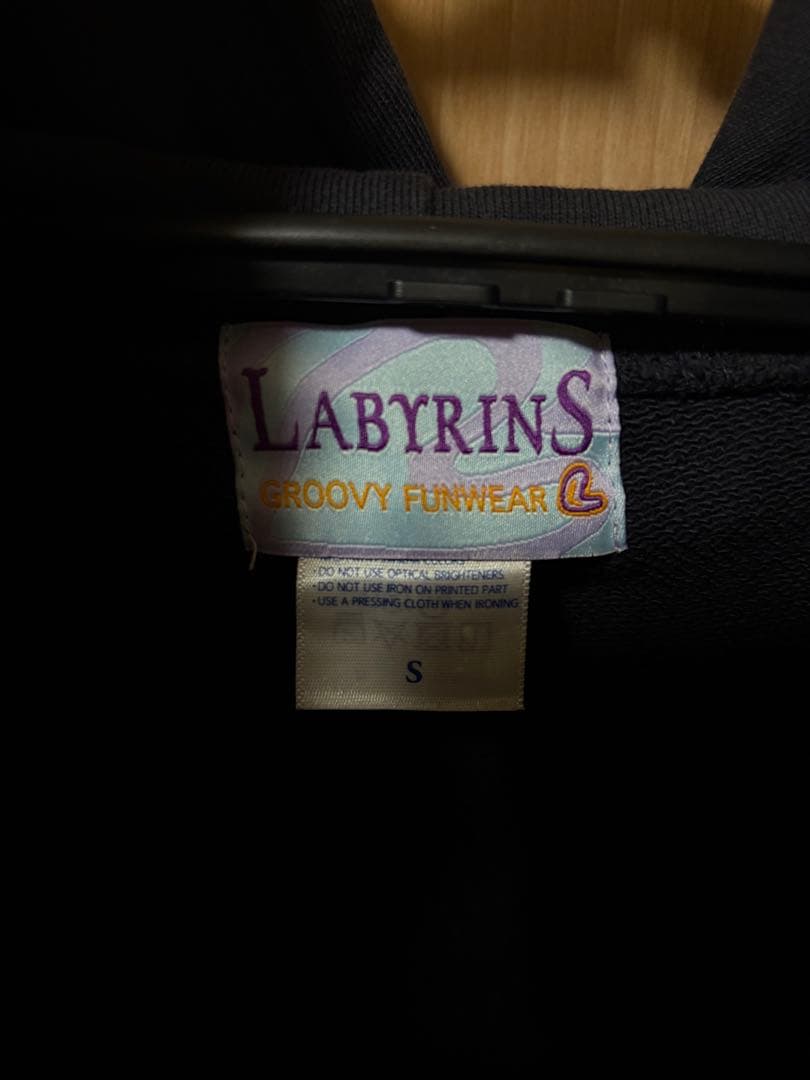 LABYRINS
GROOVY FUNWEAR
·DO NOT USE OPTICAL BRIGHTENERS
·DO NOT USE IRON ON PRINTED PART
·USE A PRESSING CLOTH WHEN IRONING
S